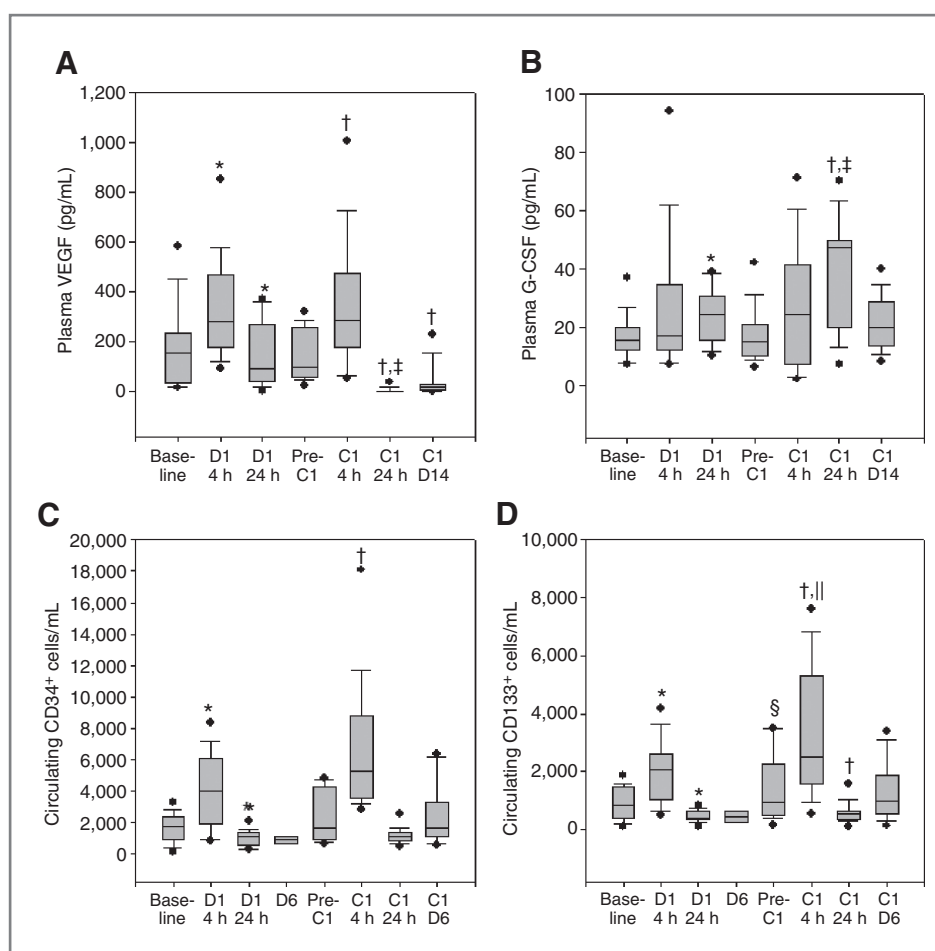 A
Plasma VEGF (pg/mL)
1,200
1,000
800
600
400
200
0
*
*
†
†,‡
†
Base-line
D1 4 h
D1 24 h
Pre-C1
C1 4 h
C1 24 h
C1 D14
B
Plasma G-CSF (pg/mL)
100
80
60
40
20
0
*
†,‡
Base-line
D1 4 h
D1 24 h
Pre-C1
C1 4 h
C1 24 h
C1 D14
C
Circulating CD34⁺ cells/mL
20,000
18,000
16,000
14,000
12,000
10,000
8,000
6,000
4,000
2,000
0
*
*
†
Base-line
D1 4 h
D1 24 h
D6
Pre-C1
C1 4 h
C1 24 h
C1 D6
D
Circulating CD133⁺ cells/mL
10,000
8,000
6,000
4,000
2,000
0
*
*
§
†,||
†
Base-line
D1 4 h
D1 24 h
D6
Pre-C1
C1 4 h
C1 24 h
C1 D6